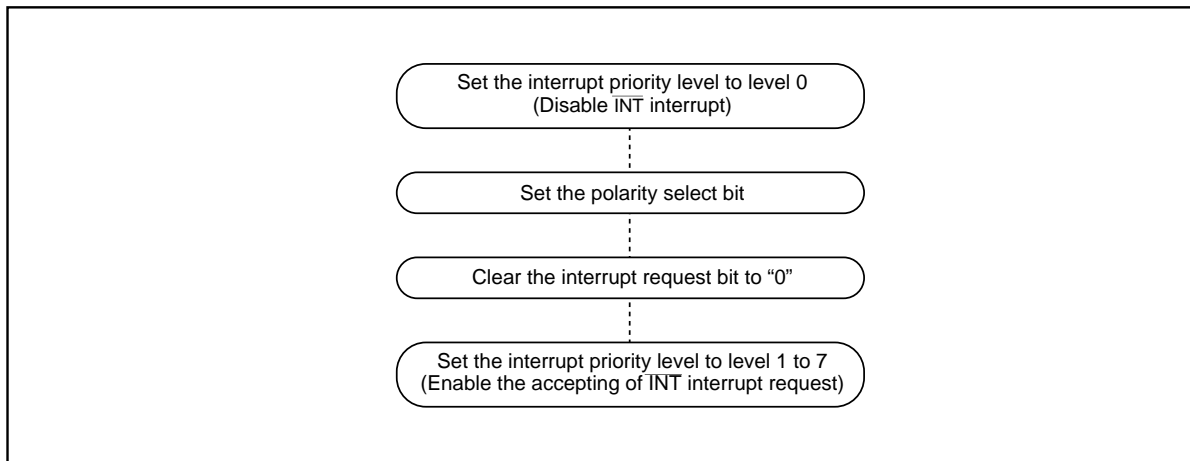 Set the interrupt priority level to level 0
(Disable INT interrupt)
Set the polarity select bit
Clear the interrupt request bit to “0”
Set the interrupt priority level to level 1 to 7
(Enable the accepting of INT interrupt request)